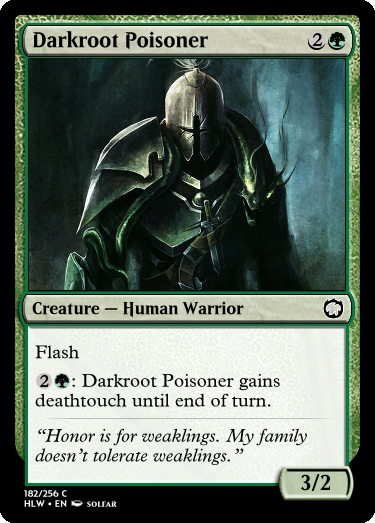 Darkroot Poisoner 2
Creature — Human Warrior
Flash
2: Darkroot Poisoner gains
deathtouch until end of turn.
“Honor is for weaklings. My family
doesn’t tolerate weaklings.”
3/2
182/256 C
HLW • EN SOLFAR